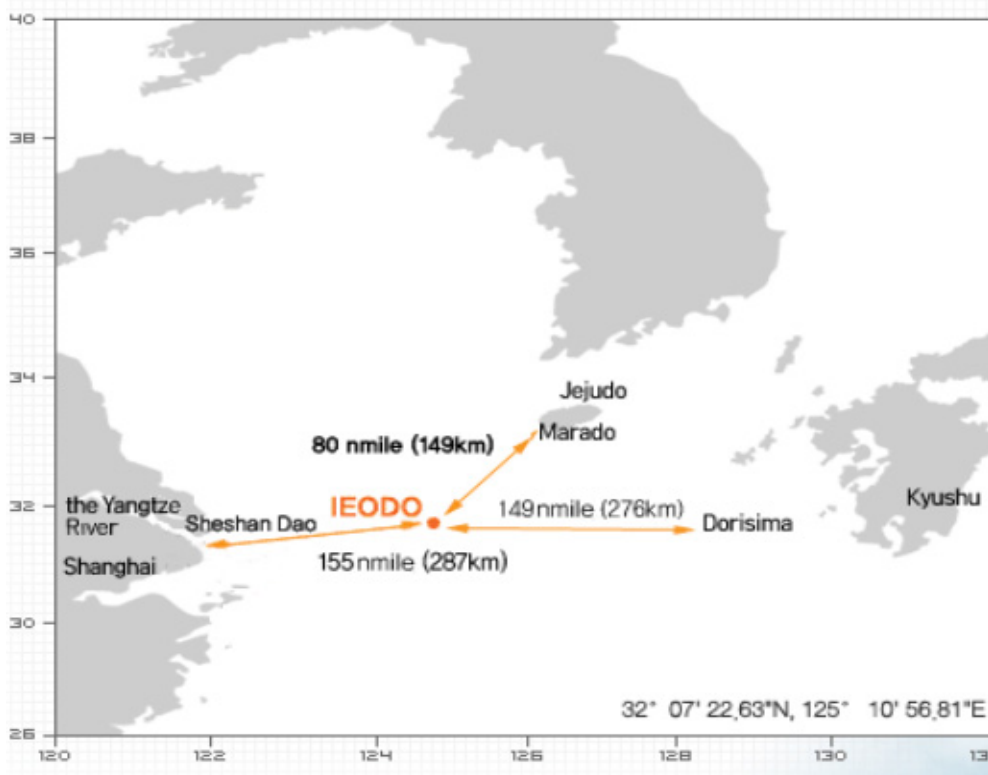 40
38
36
34
Jejudo
Marado
80 nmile (149km)
32
the Yangtze
River
IEODO
149nmile (276km)
Kyushu
Sheshan Dao
Dorisima
Shanghai
155nmile (287km)
30
32° 07' 22,63"N, 125° 10' 56,81"E
26
120
122
124
126
128
130